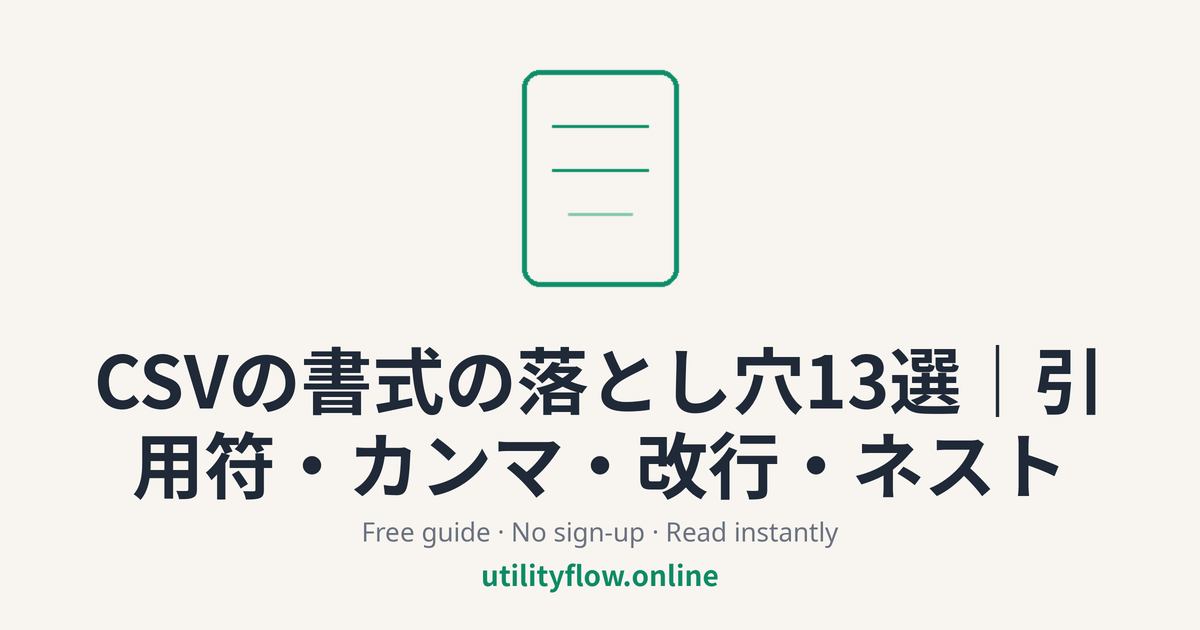 CSVの書式の落とし穴13選｜引
用符・カンマ・改行・ネスト
Free guide · No sign-up · Read instantly
utilityflow.online